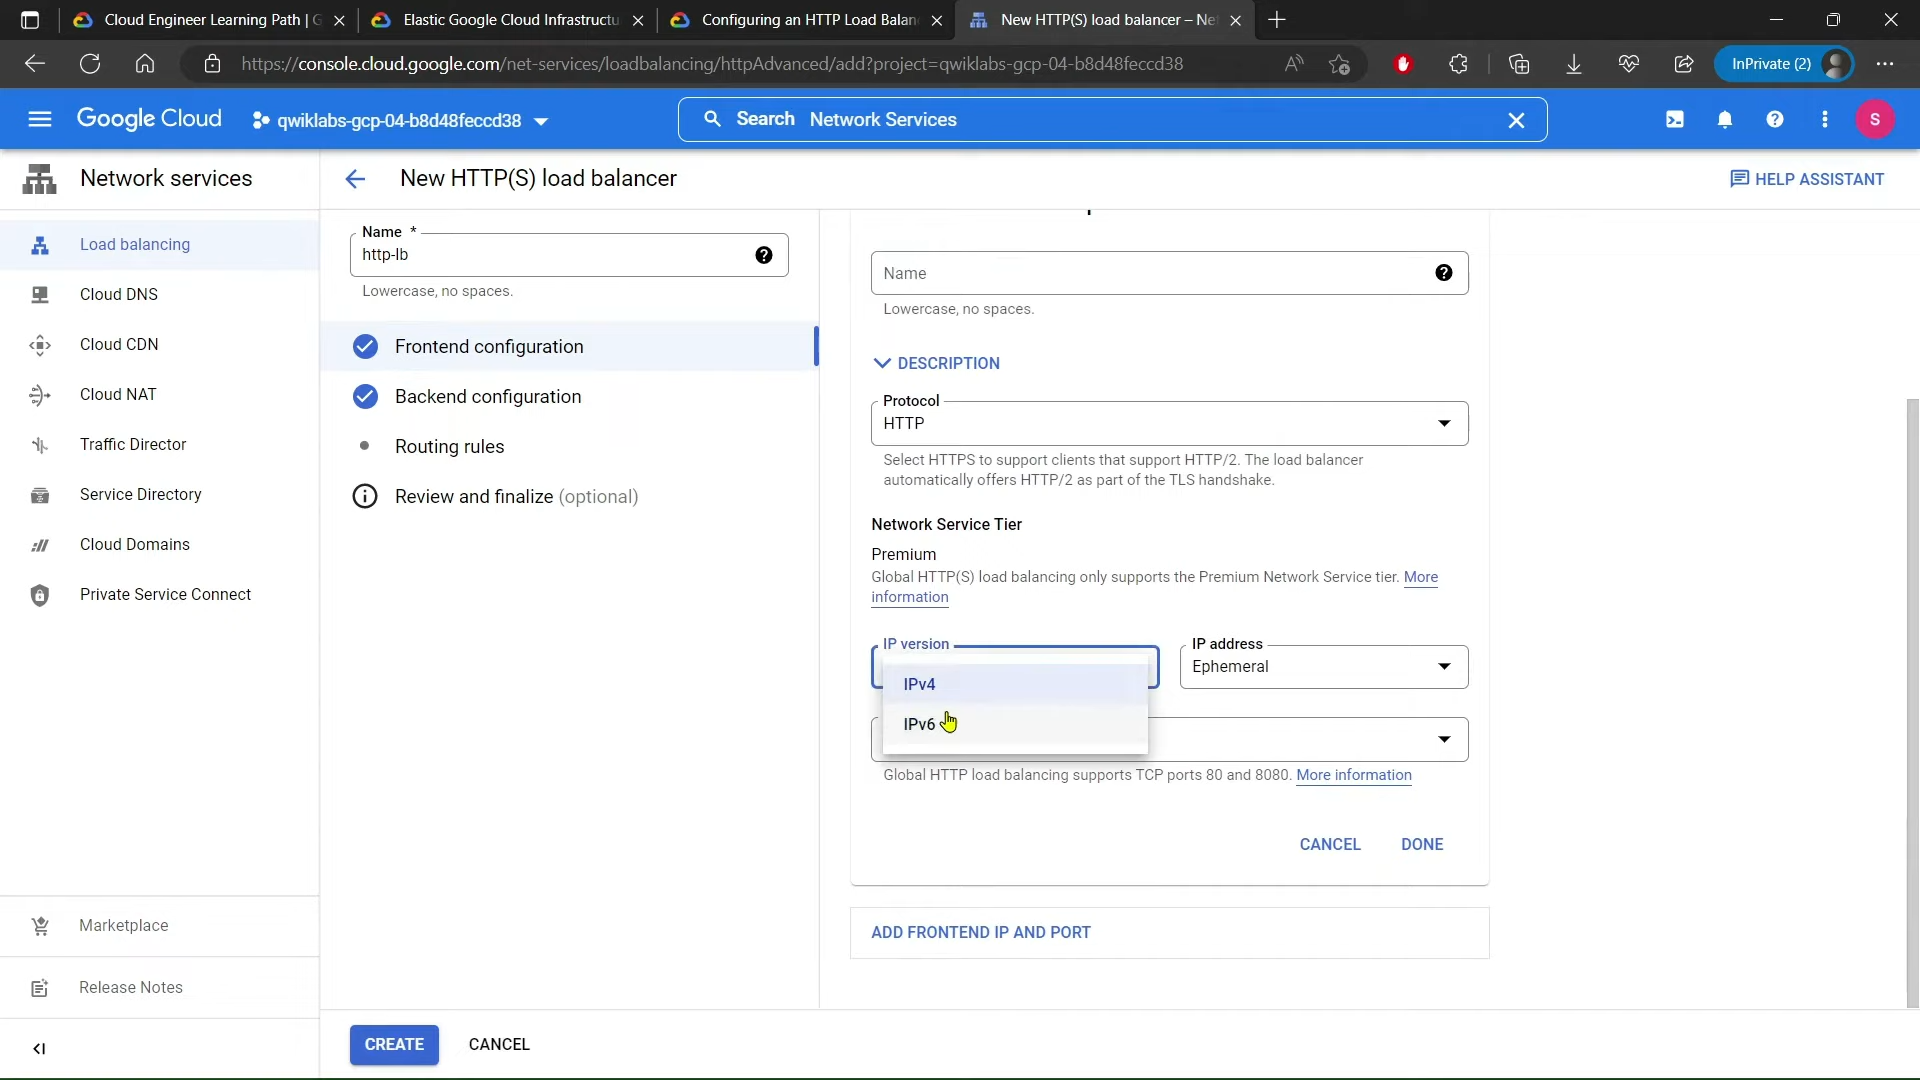 Cloud Engineer Learning Path | G
Elastic Google Cloud Infrastructu
Configuring an HTTP Load Balan
New HTTP(S) load balancer – Net
https://console.cloud.google.com/net-services/loadbalancing/httpAdvanced/add?project=qwiklabs-gcp-04-b8d48feccd38
InPrivate (2)
Google Cloud
qwiklabs-gcp-04-b8d48feccd38
Search Network Services
S
Network services
New HTTP(S) load balancer
HELP ASSISTANT
Load balancing
Cloud DNS
Cloud CDN
Cloud NAT
Traffic Director
Service Directory
Cloud Domains
Private Service Connect
Marketplace
Release Notes
Name *
http-lb
Lowercase, no spaces.
Frontend configuration
Backend configuration
Routing rules
Review and finalize (optional)
Name
Lowercase, no spaces.
DESCRIPTION
Protocol
HTTP
Select HTTPS to support clients that support HTTP/2. The load balancer
automatically offers HTTP/2 as part of the TLS handshake.
Network Service Tier
Premium
Global HTTP(S) load balancing only supports the Premium Network Service tier. More
information
IP version
IPv4
IPv6
IP address
Ephemeral
Global HTTP load balancing supports TCP ports 80 and 8080. More information
CANCEL
DONE
ADD FRONTEND IP AND PORT
CREATE
CANCEL